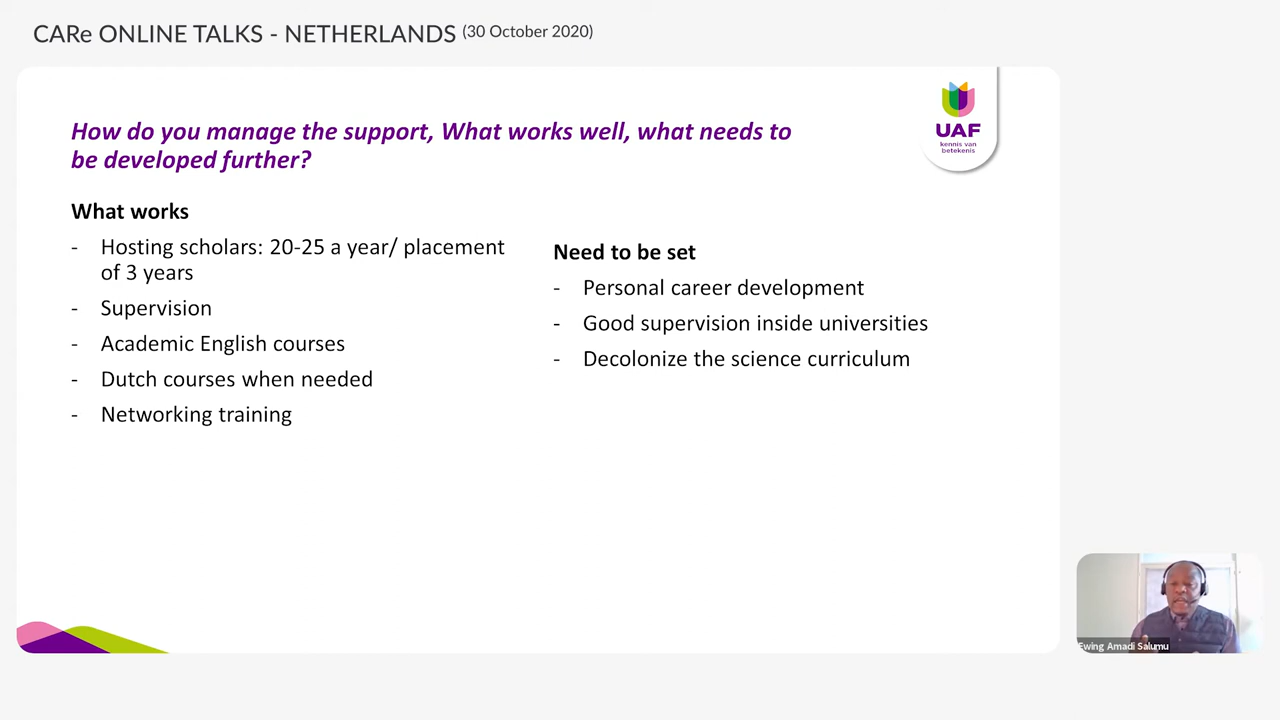 CARe ONLINE TALKS - NETHERLANDS (30 October 2020)
How do you manage the support, What works well, what needs to
be developed further?
UAF
kennis van
betekenis
What works
- Hosting scholars: 20-25 a year/ placement
of 3 years
- Supervision
- Academic English courses
- Dutch courses when needed
- Networking training
Need to be set
- Personal career development
- Good supervision inside universities
- Decolonize the science curriculum
Ewing Amadi Salumu